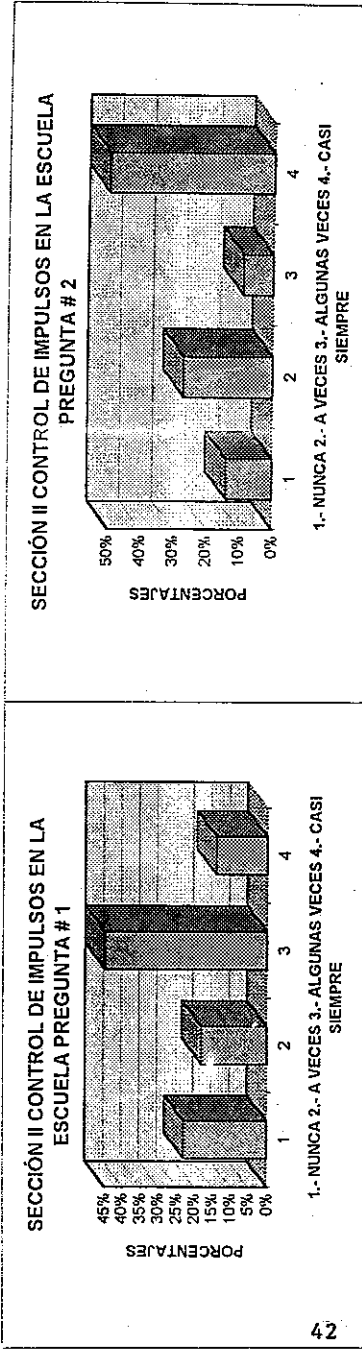 SECCIÓN II CONTROL DE IMPULSOS EN LA
ESCUELA PREGUNTA # 1
PORCENTAJES
45%
40%
35%
30%
25%
20%
15%
10%
5%
0%
1 2 3 4
1.- NUNCA 2.- A VECES 3.- ALGUNAS VECES 4.- CASI
SIEMPRE
SECCIÓN II CONTROL DE IMPULSOS EN LA ESCUELA
PREGUNTA # 2
PORCENTAJES
50%
40%
30%
20%
10%
0%
1 2 3 4
1.- NUNCA 2.- A VECES 3.- ALGUNAS VECES 4.- CASI
SIEMPRE
42